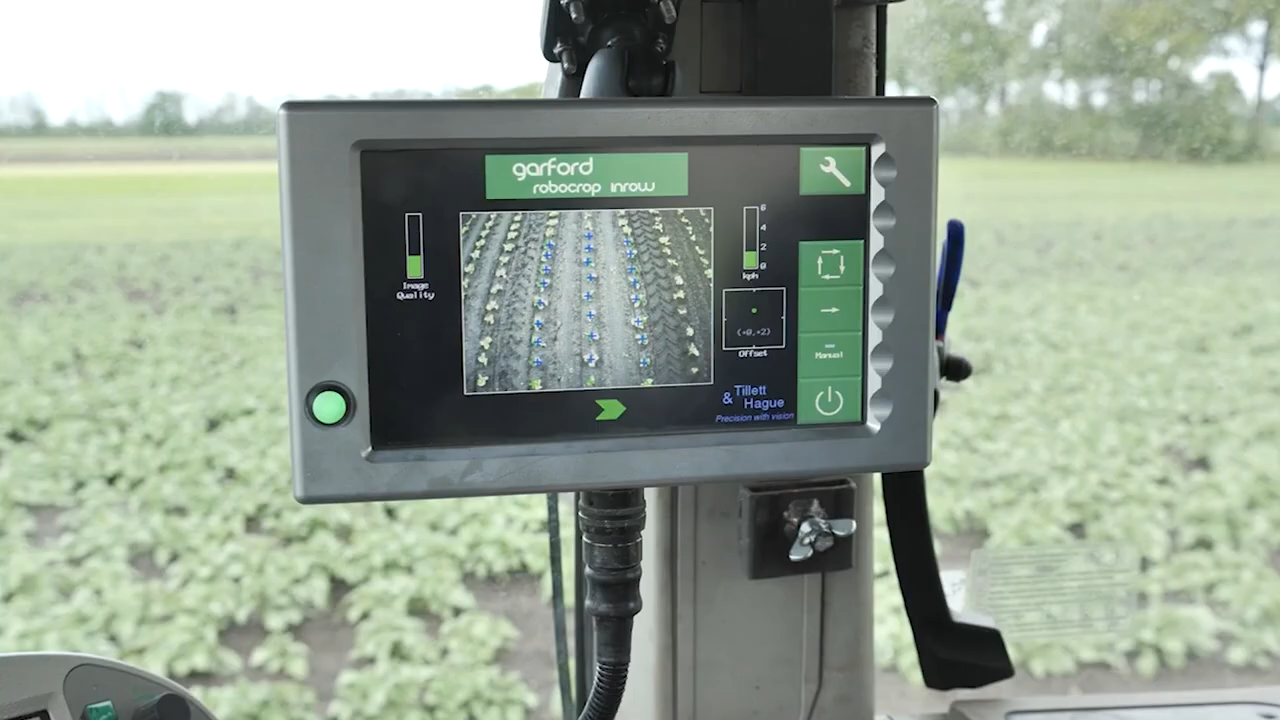 garford
robocrop inrow
6
4
2
0
kph
Image
Quality
(+0,+2)
Offset
Manual
& Tillett
Hague
Precision with vision